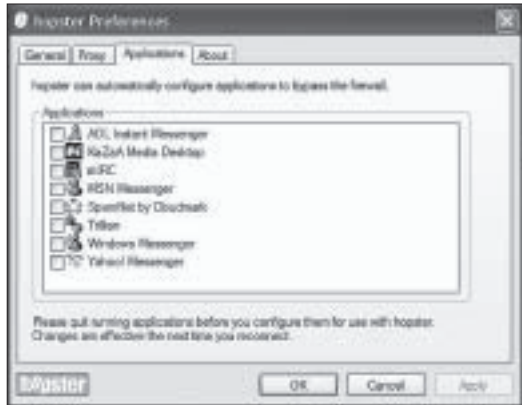 hopster Preferences
General Proxy Applications About
hopster can automatically configure applications to bypass the firewall.
Applications
AOL Instant Messenger
KaZaA Media Desktop
mIRC
MSN Messenger
SpamNet by Cloudmark
Trillian
Windows Messenger
Yahoo! Messenger
Please quit running applications before you configure them for use with hopster.
Changes are effective the next time you reconnect.
hopster
OK Cancel Apply